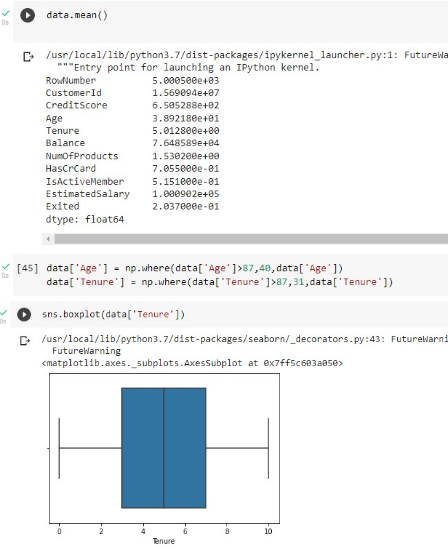 data.mean()
/usr/local/lib/python3.7/dist-packages/ipykernel_launcher.py:1: FutureWa
"""Entry point for launching an IPython kernel.
RowNumber 5.000500e+03
CustomerId 1.569094e+07
CreditScore 6.505288e+02
Age 3.892180e+01
Tenure 5.012800e+00
Balance 7.648589e+04
NumOfProducts 1.530200e+00
HasCrCard 7.055000e-01
IsActiveMember 5.151000e-01
EstimatedSalary 1.000902e+05
Exited 2.037000e-01
dtype: float64
[45] data['Age'] = np.where(data['Age']>87,40,data['Age'])
data['Tenure'] = np.where(data['Tenure']>87,31,data['Tenure'])
sns.boxplot(data['Tenure'])
/usr/local/lib/python3.7/dist-packages/seaborn/_decorators.py:43: FutureWarni
FutureWarning
<matplotlib.axes._subplots.AxesSubplot at 0x7ff5c603a050>
0 2 4 6 8 10
Tenure